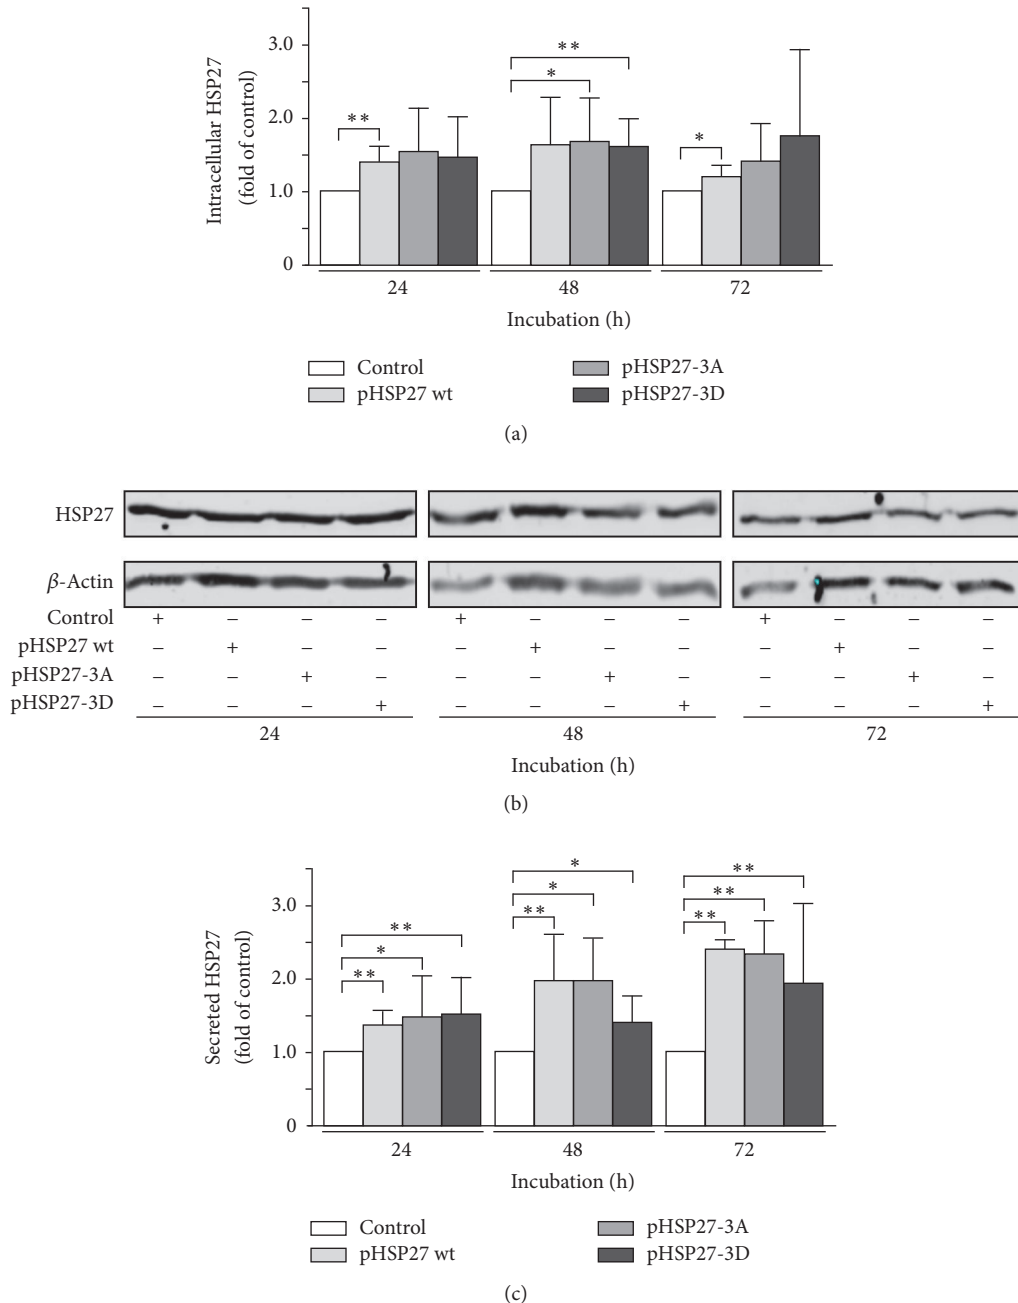 Intracellular HSP27
(fold of control)
3.0
2.0
1.0
0
**
*
**
*
24 48 72
Incubation (h)
Control
pHSP27 wt
pHSP27-3A
pHSP27-3D
(a)
HSP27
β-Actin
Control + – – – + – – – + – – –
pHSP27 wt – + – – – + – – – + – –
pHSP27-3A – – + – – – + – – – + –
pHSP27-3D – – – + – – – + – – – +
24 48 72
Incubation (h)
(b)
Secreted HSP27
(fold of control)
3.0
2.0
1.0
0
**
*
**
*
*
**
**
**
**
24 48 72
Incubation (h)
Control
pHSP27 wt
pHSP27-3A
pHSP27-3D
(c)